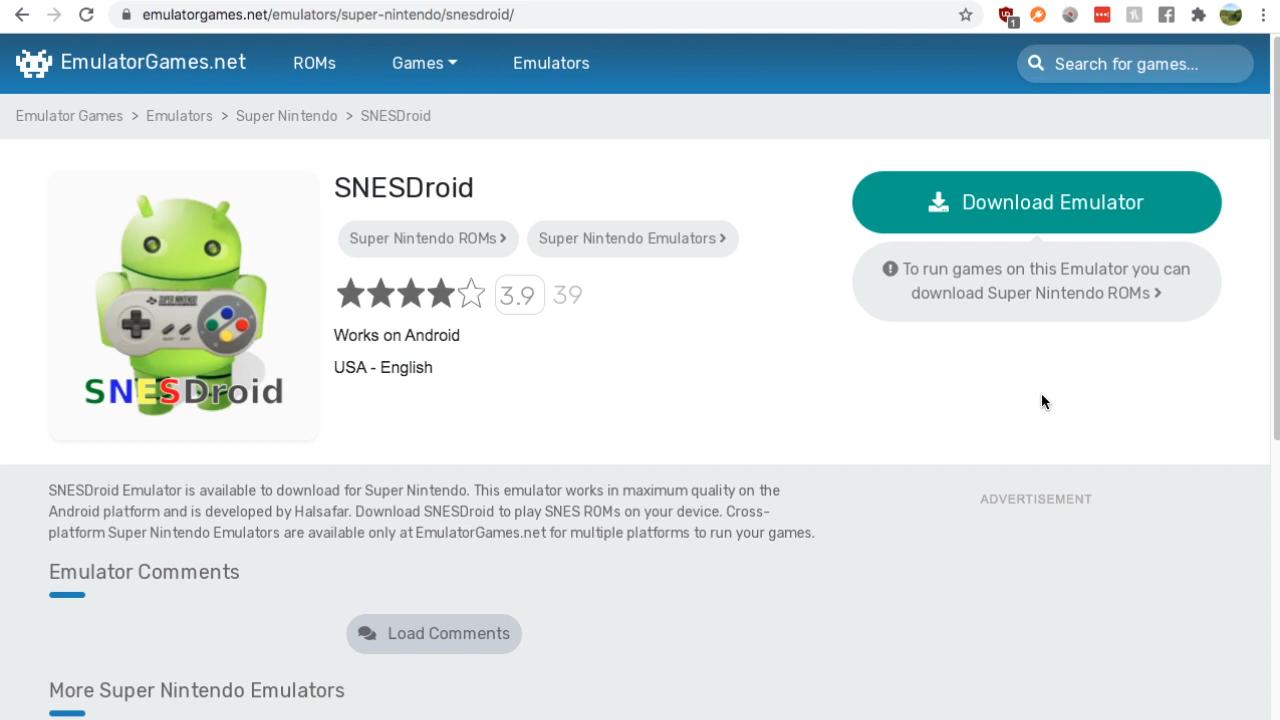 emulatorgames.net/emulators/super-nintendo/snesdroid/
1
EmulatorGames.net ROMs Games Emulators Search for games...
Emulator Games > Emulators > Super Nintendo > SNESDroid
SNESDroid
Super Nintendo ROMs Super Nintendo Emulators
3.9 39
Works on Android
USA - English
Download Emulator
To run games on this Emulator you can
download Super Nintendo ROMs
SUPER NINTENDO
SNESDroid
SNESDroid Emulator is available to download for Super Nintendo. This emulator works in maximum quality on the
Android platform and is developed by Halsafar. Download SNESDroid to play SNES ROMs on your device. Cross-
platform Super Nintendo Emulators are available only at EmulatorGames.net for multiple platforms to run your games.
ADVERTISEMENT
Emulator Comments
Load Comments
More Super Nintendo Emulators